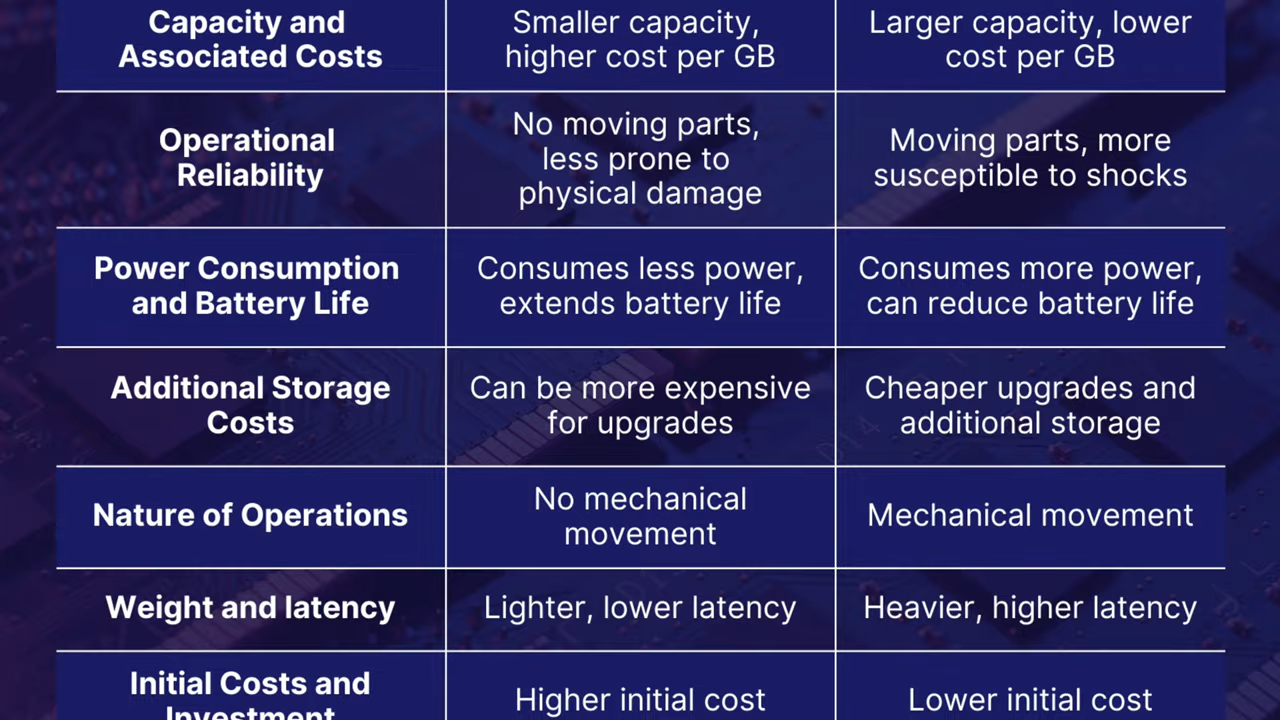 Capacity and
Associated Costs
Smaller capacity,
higher cost per GB
Larger capacity, lower
cost per GB
Operational
Reliability
No moving parts,
less prone to
physical damage
Moving parts, more
susceptible to shocks
Power Consumption
and Battery Life
Consumes less power,
extends battery life
Consumes more power,
can reduce battery life
Additional Storage
Costs
Can be more expensive
for upgrades
Cheaper upgrades and
additional storage
Nature of Operations
No mechanical
movement
Mechanical movement
Weight and latency
Lighter, lower latency
Heavier, higher latency
Initial Costs and
Investment
Higher initial cost
Lower initial cost